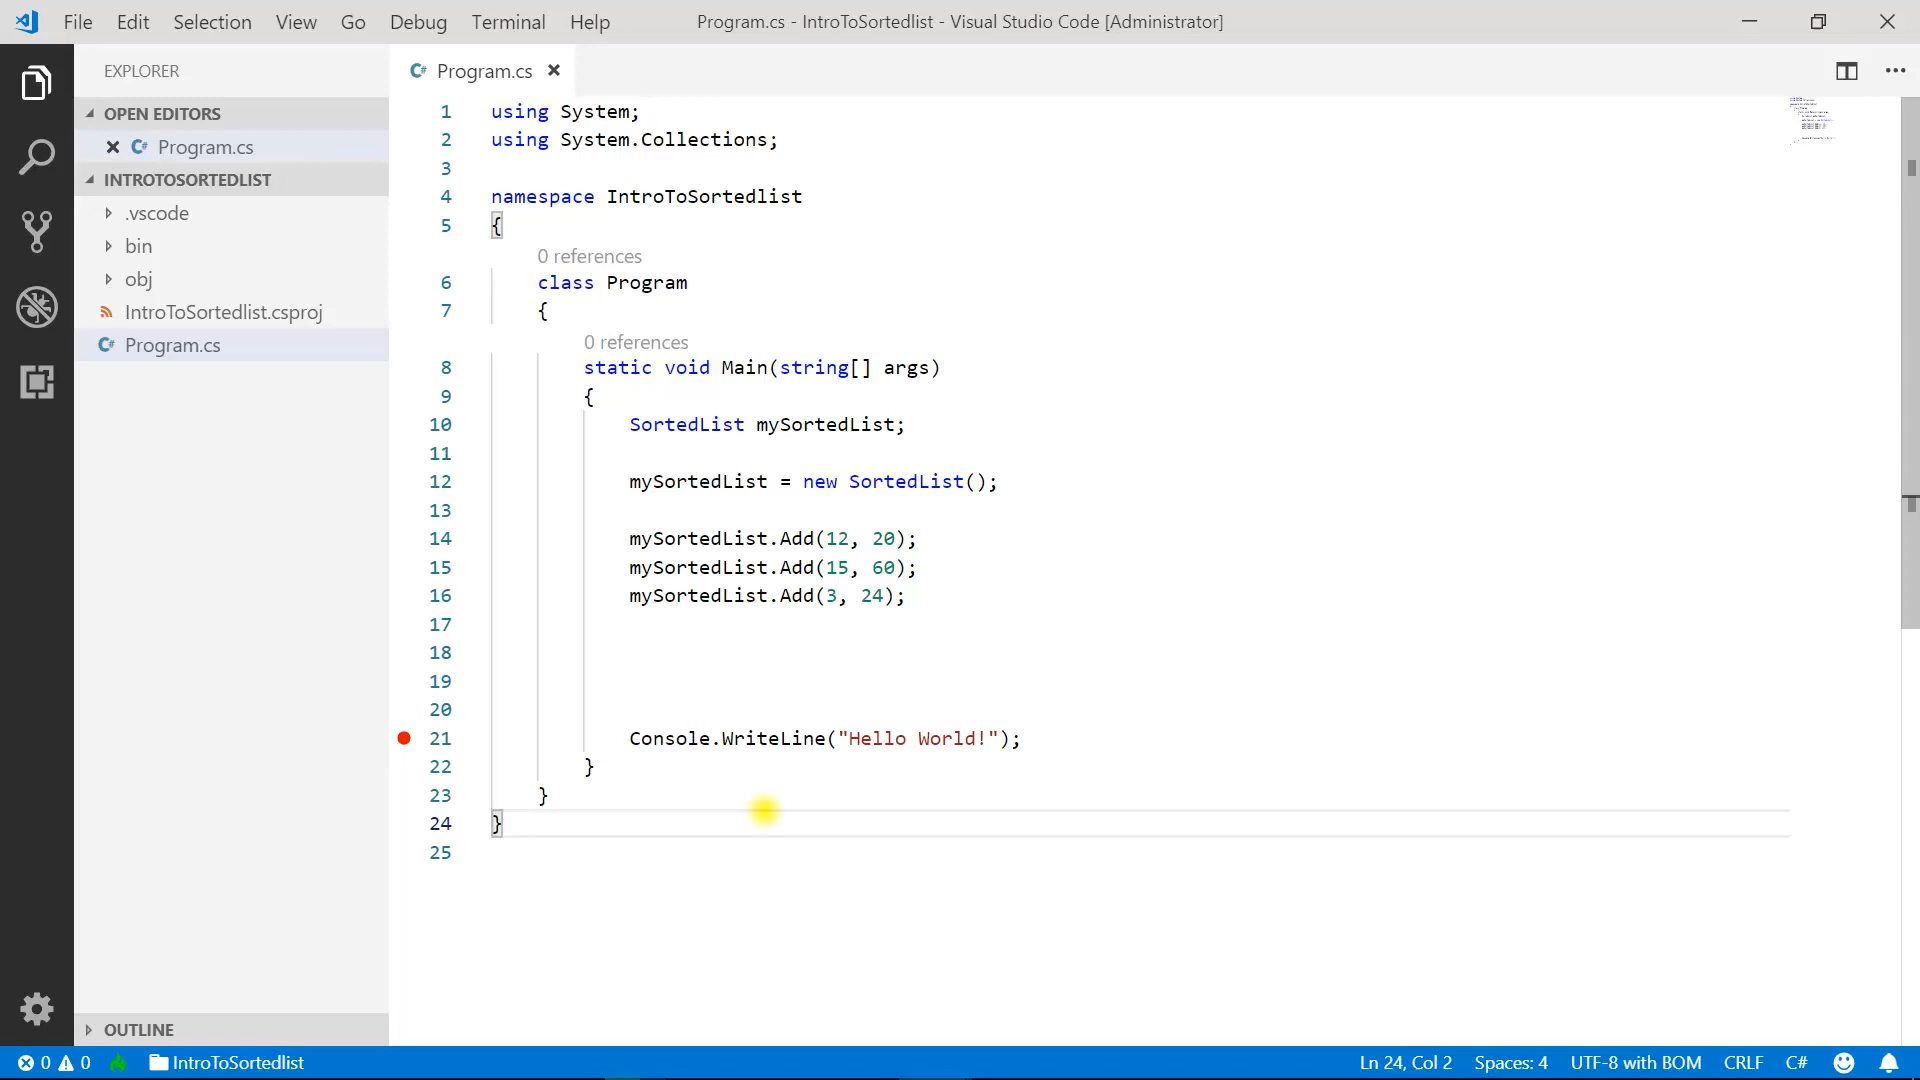 File Edit Selection View Go Debug Terminal Help Program.cs - IntroToSortedlist - Visual Studio Code [Administrator]
EXPLORER
OPEN EDITORS
Program.cs
INTROTOSORTEDLIST
.vscode
bin
obj
IntroToSortedlist.csproj
Program.cs
OUTLINE
Program.cs
1 using System;
2 using System.Collections;
3
4 namespace IntroToSortedlist
5 {
0 references
6 class Program
7 {
0 references
8 static void Main(string[] args)
9 {
10 SortedList mySortedList;
11
12 mySortedList = new SortedList();
13
14 mySortedList.Add(12, 20);
15 mySortedList.Add(15, 60);
16 mySortedList.Add(3, 24);
17
18
19
20
21 Console.WriteLine("Hello World!");
22 }
23 }
24 }
25
0 0 IntroToSortedlist Ln 24, Col 2 Spaces: 4 UTF-8 with BOM CRLF C#